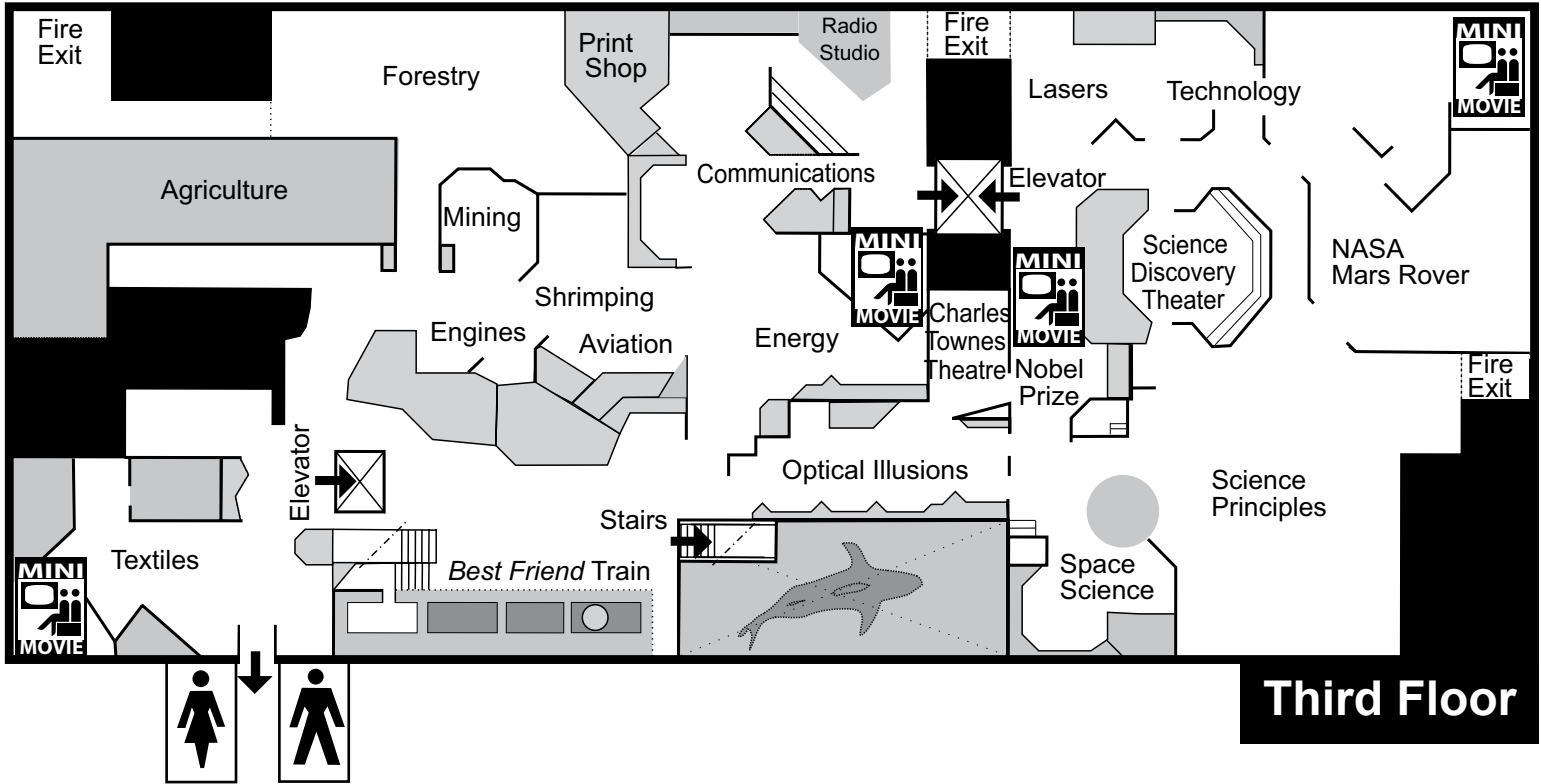 Fire
Exit
Forestry
Print
Shop
Radio
Studio
Fire
Exit
Lasers
Technology
MINI
MOVIE
Agriculture
Mining
Communications
Elevator
Science
Discovery
Theater
NASA
Mars Rover
MINI
MOVIE
MINI
MOVIE
Shrimping
Engines
Aviation
Energy
Charles
Townes
Theatre
Nobel
Prize
Fire
Exit
Elevator
Optical Illusions
Science
Principles
Stairs
Textiles
Best Friend Train
Space
Science
MINI
MOVIE
Third Floor